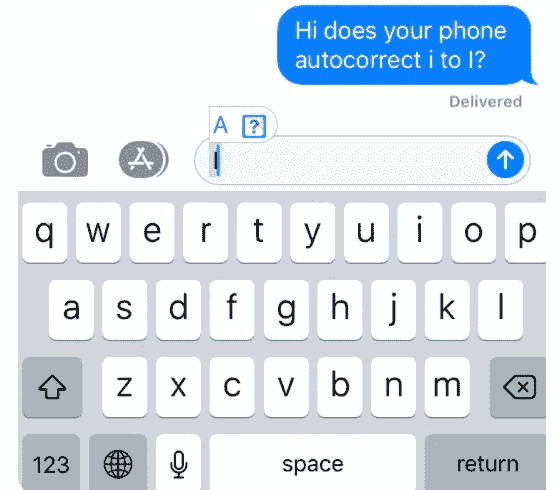 Hi does your phone
autocorrect i to I?
Delivered
A ?
I
q w e r t y u i o p
a s d f g h j k l
z x c v b n m
123 space return